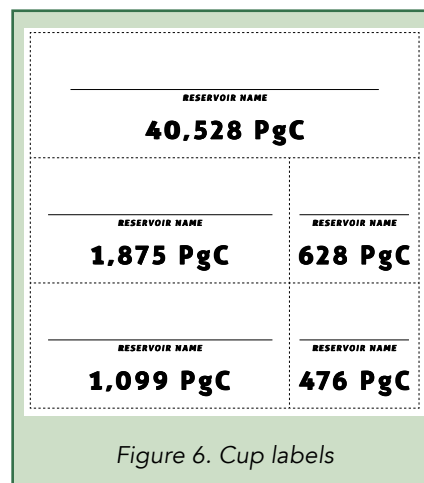 RESERVOIR NAME
40,528 PgC
RESERVOIR NAME
1,875 PgC
RESERVOIR NAME
628 PgC
RESERVOIR NAME
1,099 PgC
RESERVOIR NAME
476 PgC
Figure 6. Cup labels